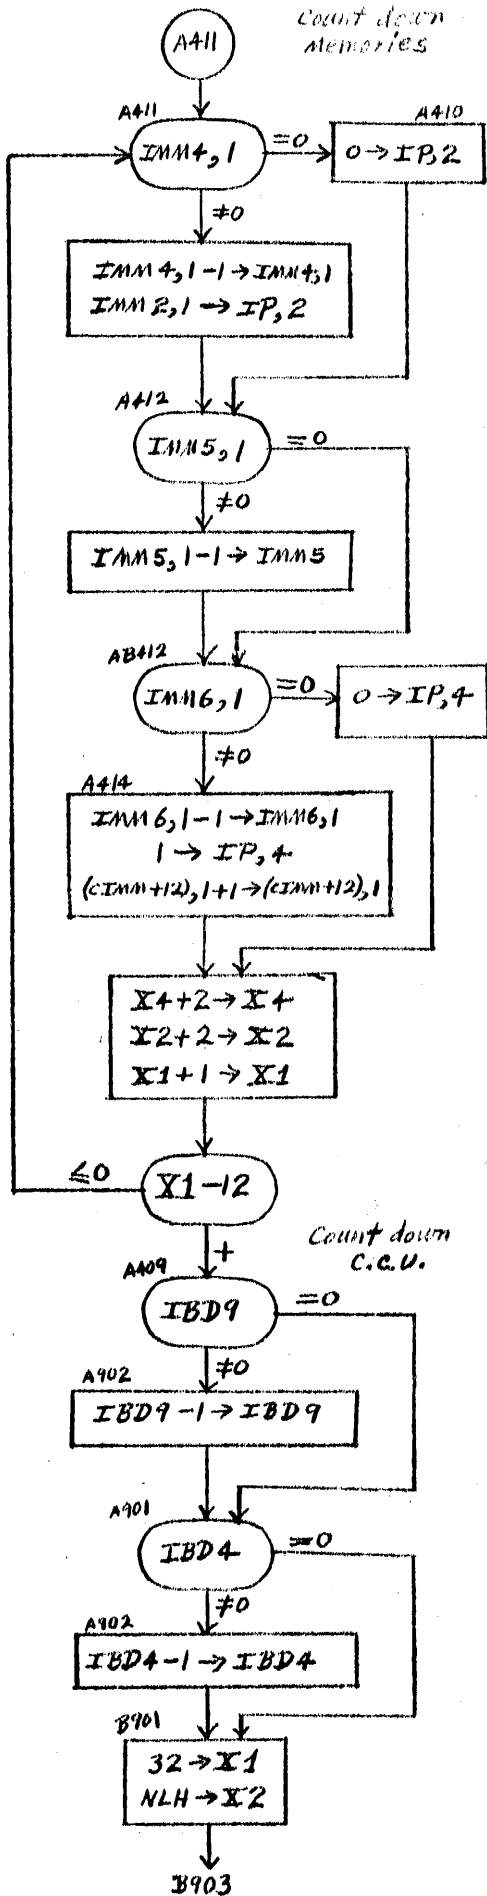 A411
Count down
Memories
A411
IMM4,1
=0
A410
0→IP,2
≠0
IMM4,1-1→IMM4,1
IMM2,1→IP,2
A412
IMM5,1
=0
≠0
IMM5,1-1→IMM5
AB412
IMM6,1
=0
0→IP,4
≠0
A414
IMM6,1-1→IMM6,1
1→IP,4
(CIMM+12),1+1→(CIMM+12),1
X4+2→X4
X2+2→X2
X1+1→X1
≤0
X1-12
+
Count down
C.C.U.
A409
IBD9
=0
≠0
A902
IBD9-1→IBD9
A901
IBD4
=0
≠0
A902
IBD4-1→IBD4
B901
32→X1
NLH→X2
B903